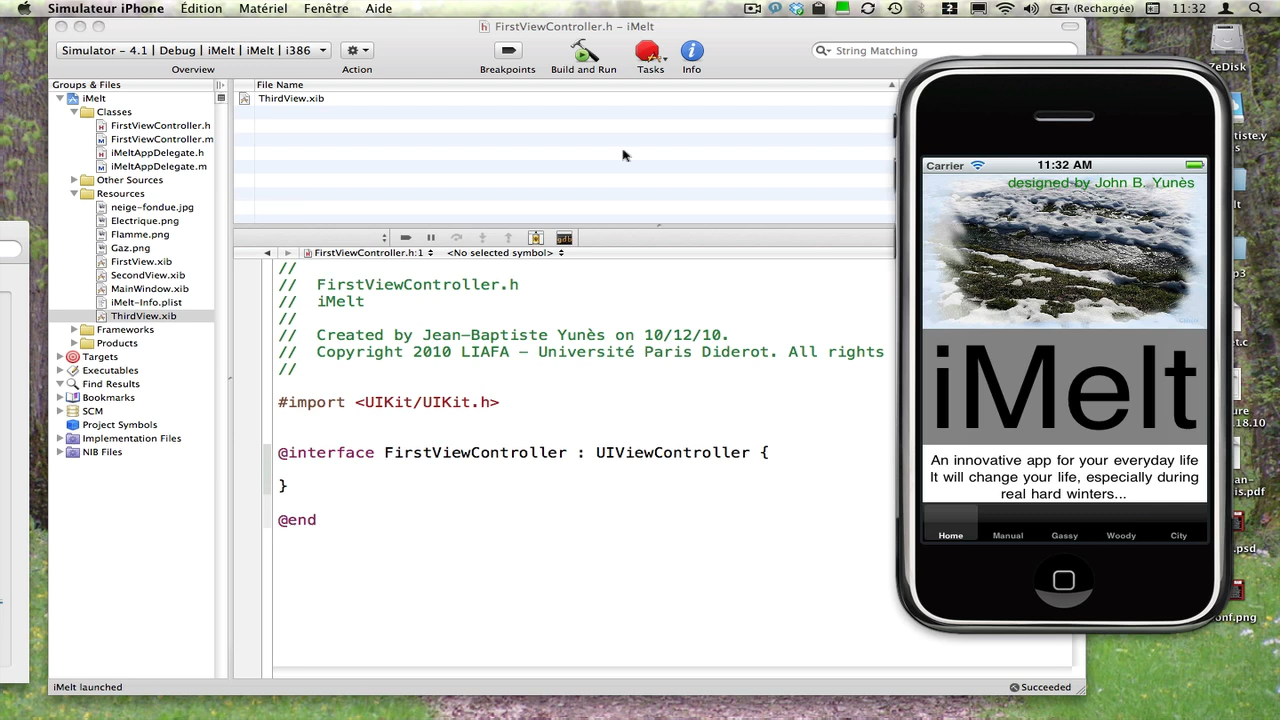 Simulateur iPhone Édition Matériel Fenêtre Aide
(Rechargée) 11:32
FirstViewController.h - iMelt
Simulator - 4.1 | Debug | iMelt | iMelt | i386
String Matching
Overview Action Breakpoints Build and Run Tasks Info
Groups & Files
iMelt
Classes
FirstViewController.h
FirstViewController.m
iMeltAppDelegate.h
iMeltAppDelegate.m
Other Sources
Resources
neige-fondue.jpg
Electrique.png
Flamme.png
Gaz.png
FirstView.xib
SecondView.xib
MainWindow.xib
iMelt-Info.plist
ThirdView.xib
Frameworks
Products
Targets
Executables
Find Results
Bookmarks
SCM
Project Symbols
Implementation Files
NIB Files
File Name
ThirdView.xib
FirstViewController.h:1 <No selected symbol>
//
// FirstViewController.h
// iMelt
//
// Created by Jean-Baptiste Yunès on 10/12/10.
// Copyright 2010 LIAFA – Université Paris Diderot. All rights
//
#import <UIKit/UIKit.h>
@interface FirstViewController : UIViewController {
}
@end
iMelt launched
Succeeded
Carrier 11:32 AM
designed by John B. Yunès
iMelt
An innovative app for your everyday life
It will change your life, especially during
real hard winters...
Home Manual Gassy Woody City
ZeDisk